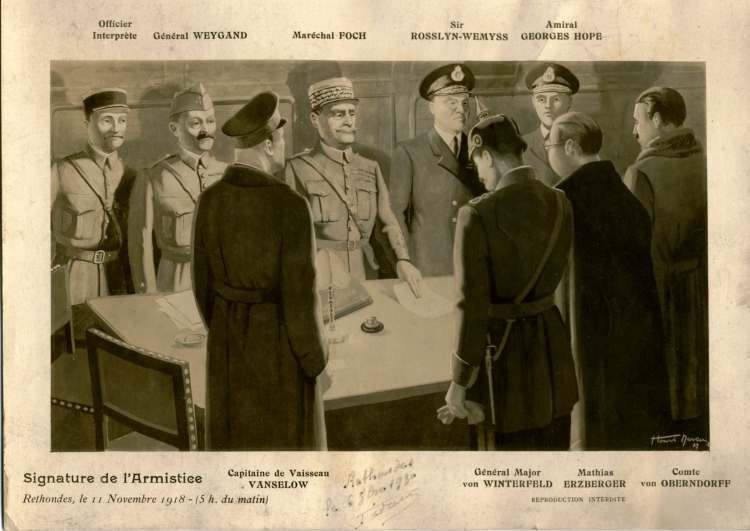 Officier
Interprète
Général WEYGAND
Maréchal FOCH
Sir
ROSSLYN-WEMYSS
Amiral
GEORGES HOPE
Signature de l'Armistice
Rethondes, le 11 Novembre 1918 - (5 h. du matin)
Capitaine de Vaisseau
VANSELOW
Rethondes
Général Major
von WINTERFELD
Mathias
ERZBERGER
Comte
von OBERNDORFF
REPRODUCTION INTERDITE